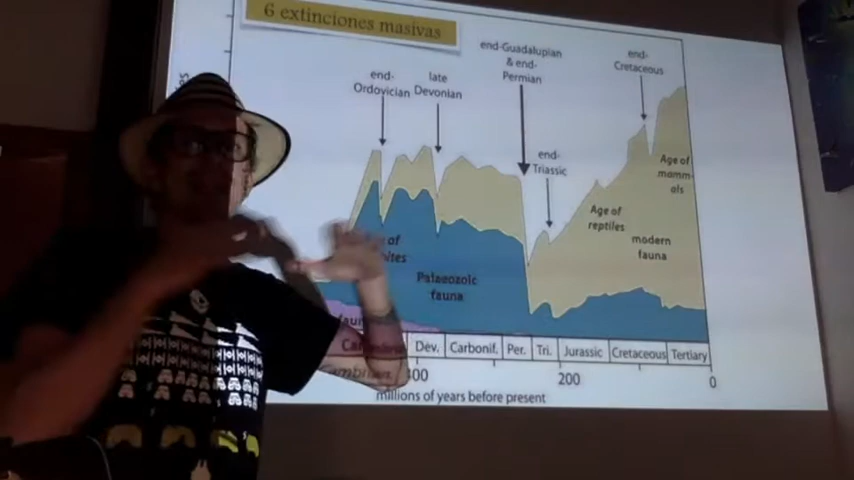 6 extinciones masivas
end-
Ordovician
late
Devonian
end-Guadalupian
& end-
Permian
end-
Triassic
end-
Cretaceous
Age of
mamm
als
Age of
reptiles
modern
fauna
of
Palaeozoic
fauna
Dev.
Carbonif.
Per.
Tri.
Jurassic
Cretaceous
Tertiary
200
0
millions of years before present